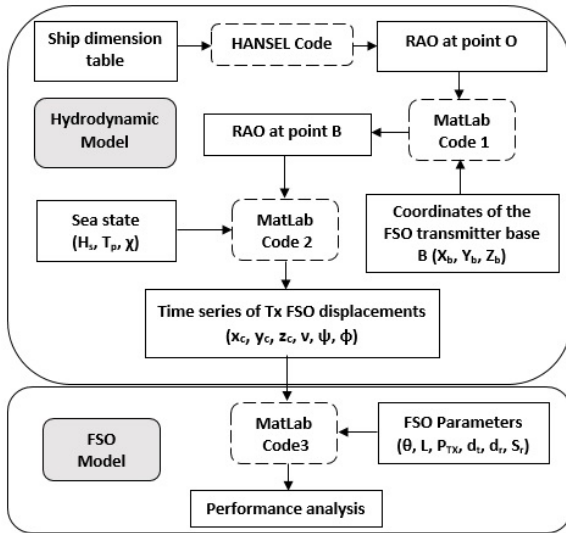 Ship dimension
table
HANSEL Code
RAO at point O
Hydrodynamic
Model
RAO at point B
MatLab
Code 1
Sea state
(Hs, Tp, χ)
MatLab
Code 2
Coordinates of the
FSO transmitter base
B (Xb, Yb, Zb)
Time series of Tx FSO displacements
(xc, yc, zc, ν, ψ, ϕ)
FSO
Model
MatLab
Code3
FSO Parameters
(θ, L, PTX, dt, dr, Sr)
Performance analysis